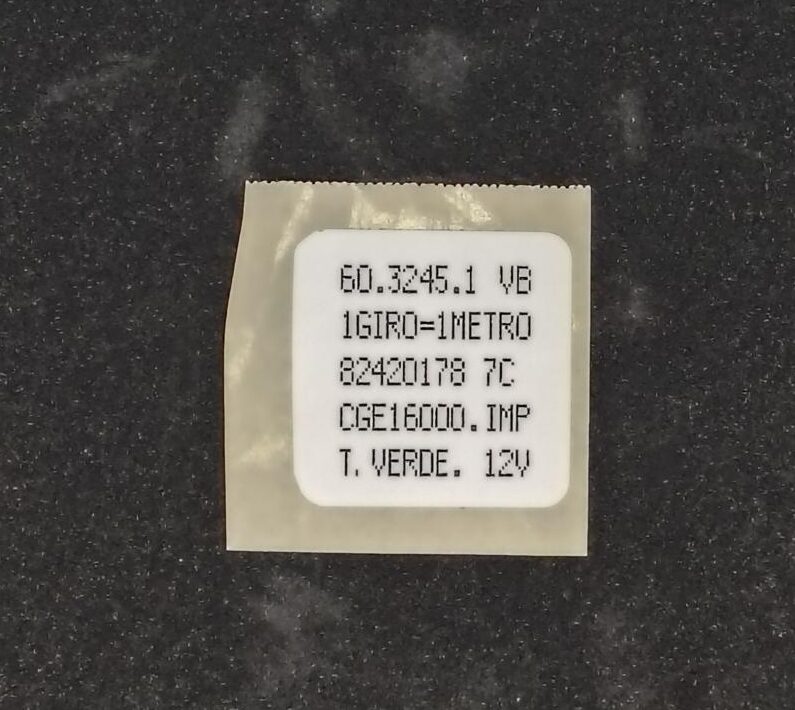 60.3245.1 VB
1GIRO=1METRO
82420178 7C
CGE16000.IMP
T. VERDE. 12V